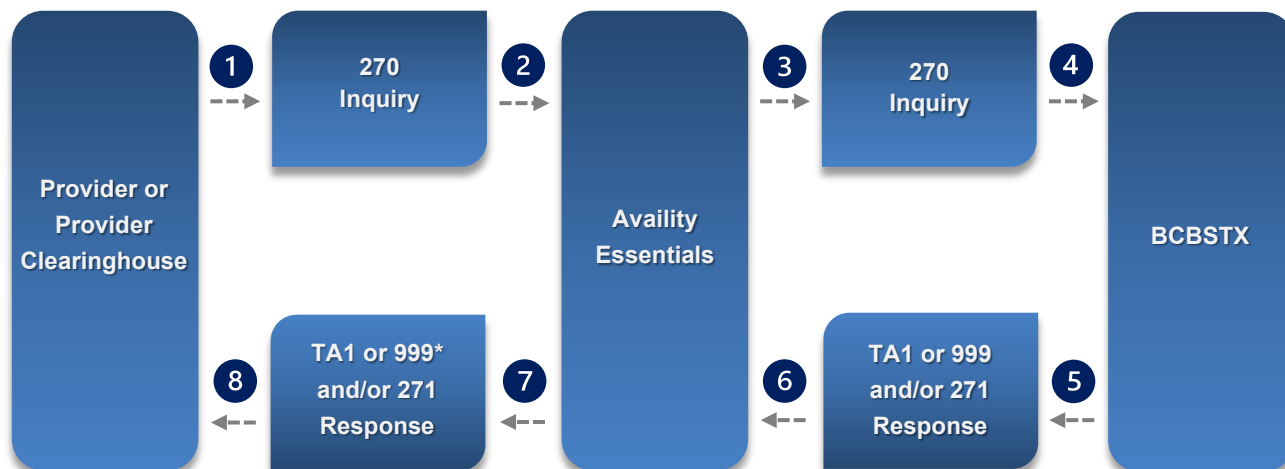 Provider or
Provider
Clearinghouse
1
270
Inquiry
2
Availity
Essentials
3
270
Inquiry
4
BCBSTX
5
TA1 or 999
and/or 271
Response
6
7
TA1 or 999*
and/or 271
Response
8